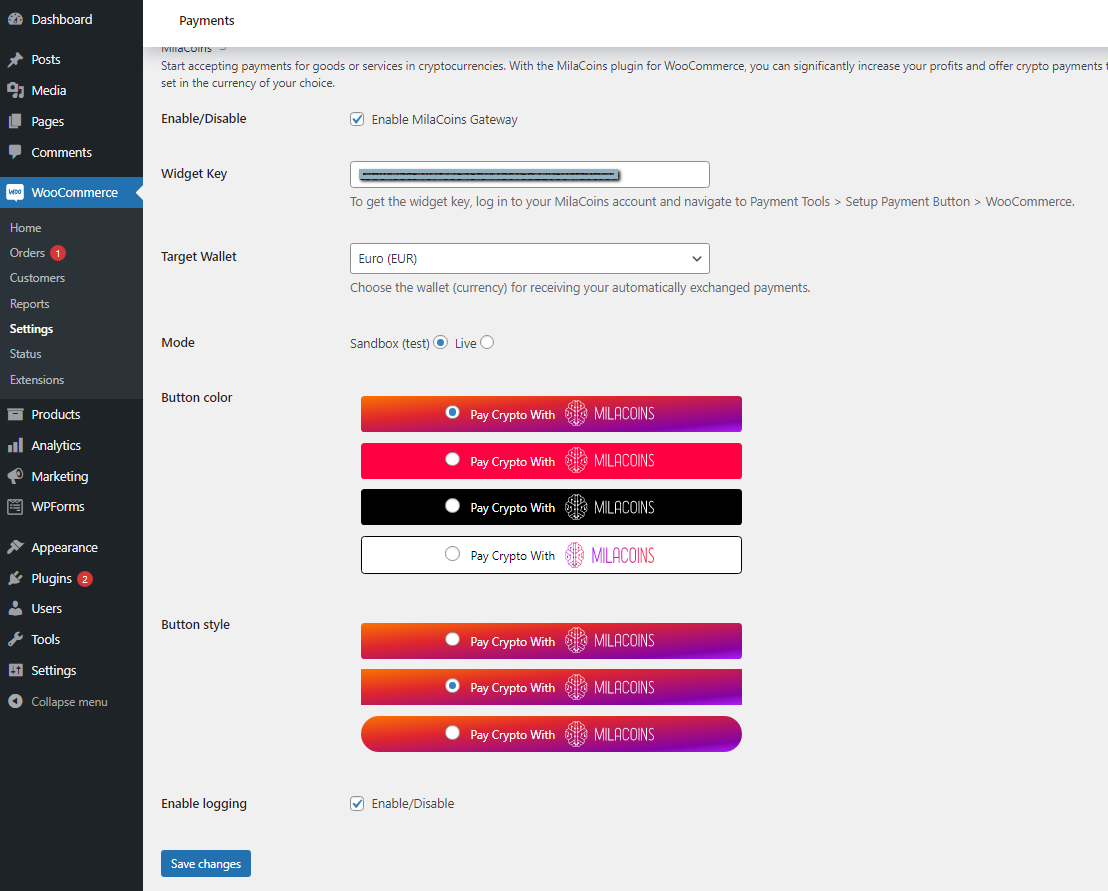 Dashboard
Posts
Media
Pages
Comments
WOO WooCommerce
Home
Orders 1
Customers
Reports
Settings
Status
Extensions
Products
Analytics
Marketing
WPForms
Appearance
Plugins 2
Users
Tools
Settings
Collapse menu
Payments
MilaCoins
Start accepting payments for goods or services in cryptocurrencies. With the MilaCoins plugin for WooCommerce, you can significantly increase your profits and offer crypto payments
set in the currency of your choice.
Enable/Disable Enable MilaCoins Gateway
Widget Key
To get the widget key, log in to your MilaCoins account and navigate to Payment Tools > Setup Payment Button > WooCommerce.
Target Wallet Euro (EUR)
Choose the wallet (currency) for receiving your automatically exchanged payments.
Mode Sandbox (test) Live
Button color
Pay Crypto With MILACOINS
Pay Crypto With MILACOINS
Pay Crypto With MILACOINS
Pay Crypto With MILACOINS
Button style
Pay Crypto With MILACOINS
Pay Crypto With MILACOINS
Pay Crypto With MILACOINS
Enable logging Enable/Disable
Save changes